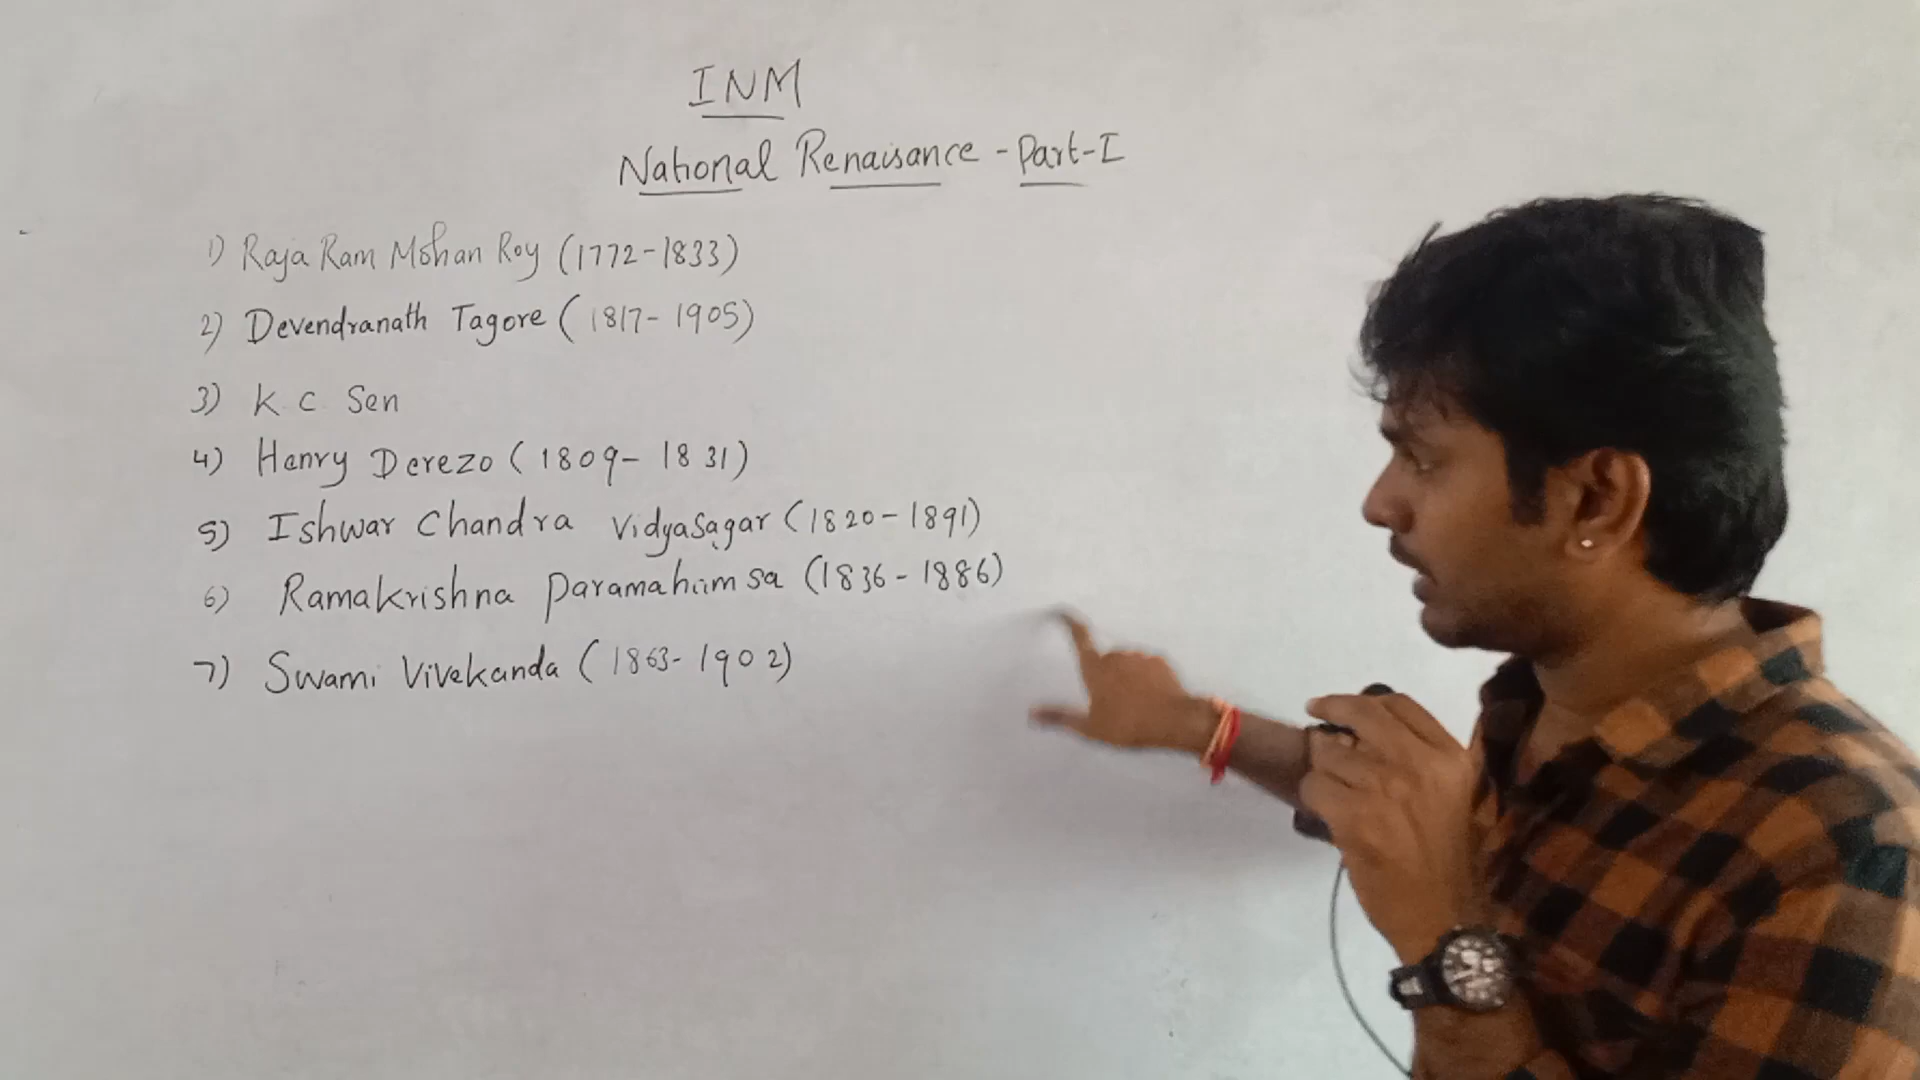 INM
National Renaisance - Part-I
1) Raja Ram Mohan Roy (1772-1833)
2) Devendranath Tagore (1817-1905)
3) K C Sen
4) Henry Derezo (1809-1831)
5) Ishwar Chandra Vidyasagar (1820-1891)
6) Ramakrishna Paramahamsa (1836-1886)
7) Swami Vivekanda (1863-1902)